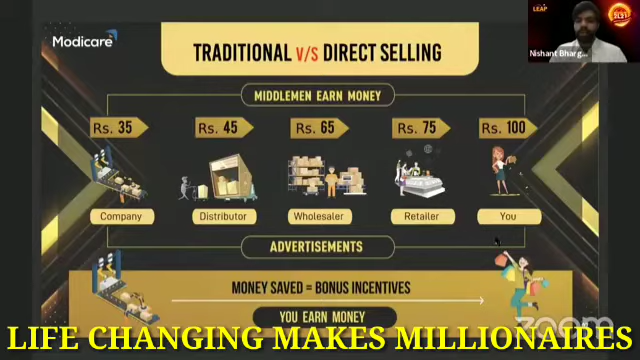 Modicare
TRADITIONAL V/S DIRECT SELLING
LEAP
Nishant Bharg...
MIDDLEMEN EARN MONEY
Rs. 35
Rs. 45
Rs. 65
Rs. 75
Rs. 100
Company
Distributor
Wholesaler
Retailer
You
ADVERTISEMENTS
MONEY SAVED = BONUS INCENTIVES
YOU EARN MONEY
zoom
LIFE CHANGING MAKES MILLIONAIRES